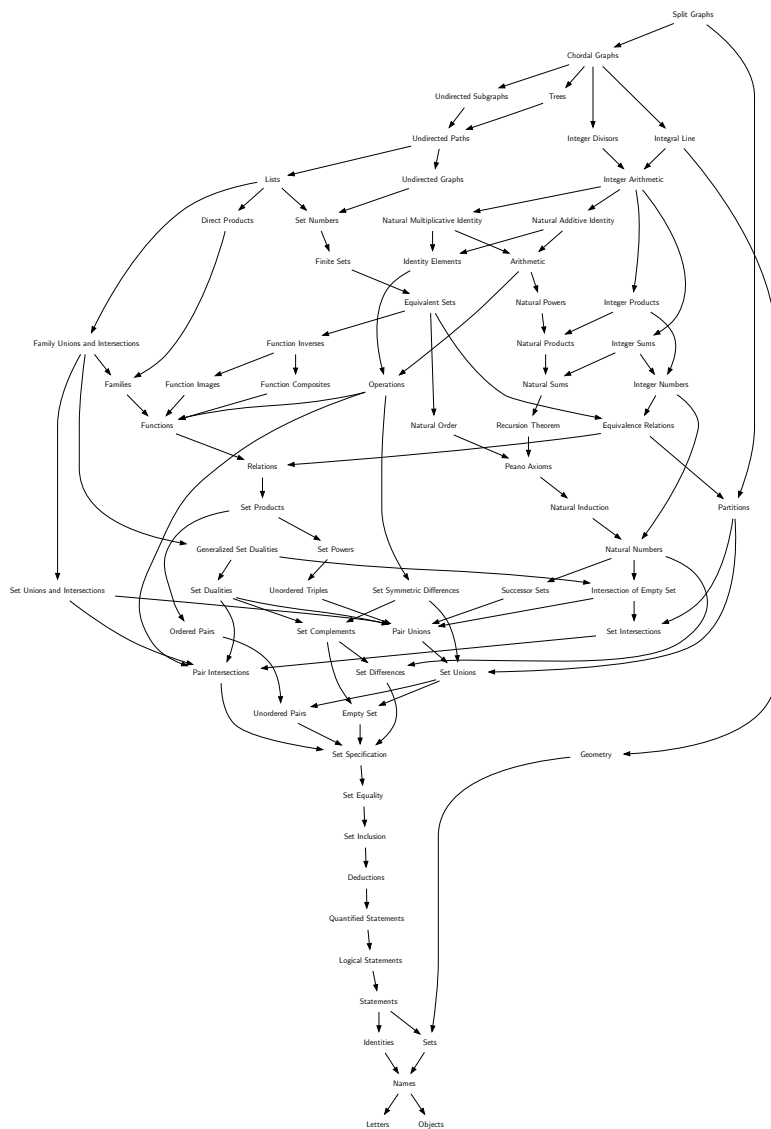 Split Graphs
Chordal Graphs
Undirected Subgraphs
Trees
Undirected Paths
Integer Divisors
Integral Line
Lists
Undirected Graphs
Integer Arithmetic
Direct Products
Set Numbers
Natural Multiplicative Identity
Natural Additive Identity
Finite Sets
Identity Elements
Arithmetic
Equivalent Sets
Natural Powers
Integer Products
Family Unions and Intersections
Function Inverses
Natural Products
Integer Sums
Families
Function Images
Function Composites
Operations
Natural Sums
Integer Numbers
Functions
Natural Order
Recursion Theorem
Equivalence Relations
Relations
Peano Axioms
Set Products
Natural Induction
Partitions
Generalized Set Dualities
Set Powers
Natural Numbers
Set Unions and Intersections
Set Dualities
Unordered Triples
Set Symmetric Differences
Successor Sets
Intersection of Empty Set
Ordered Pairs
Set Complements
Pair Unions
Set Intersections
Pair Intersections
Set Differences
Set Unions
Unordered Pairs
Empty Set
Set Specification
Geometry
Set Equality
Set Inclusion
Deductions
Quantified Statements
Logical Statements
Statements
Identities
Sets
Names
Letters
Objects